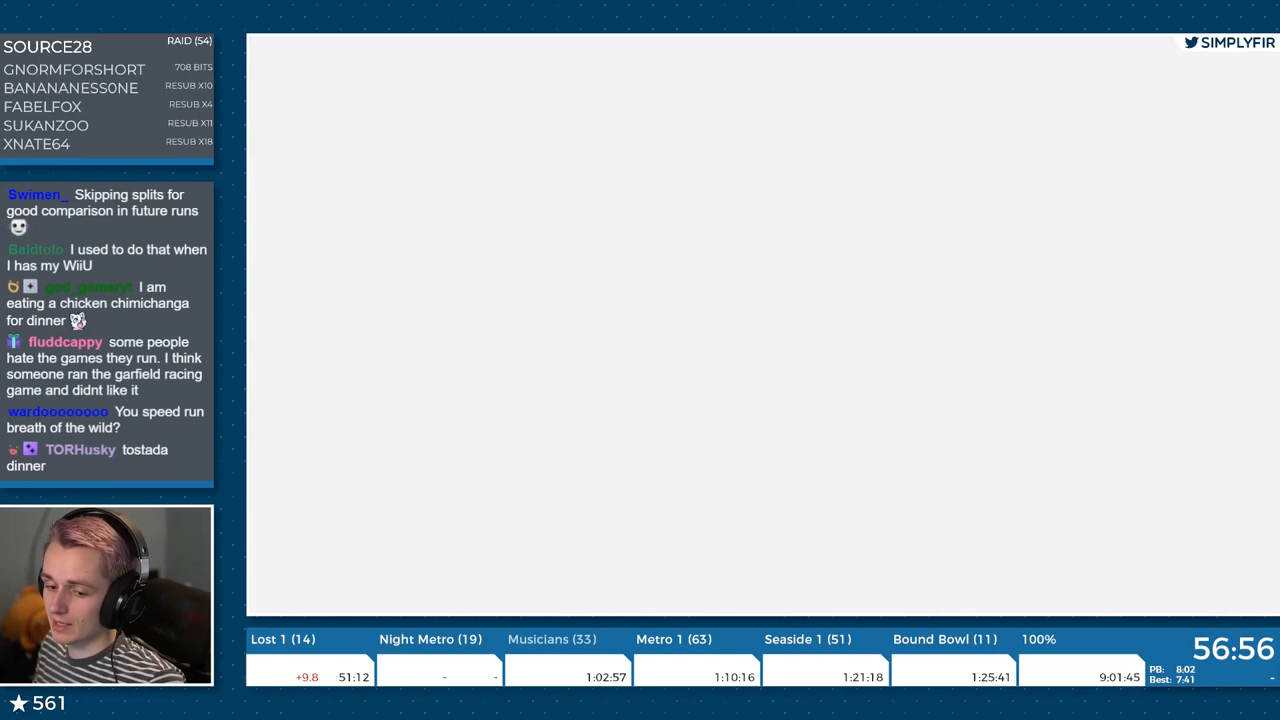 SOURCE28 RAID (54)
GNORMFORSHORT 708 BITS
BANANANESS0NE RESUB X10
FABELFOX RESUB X4
SUKANZOO RESUB X11
XNATE64 RESUB X18
SIMPLYFIR
Swimen_ Skipping splits for
good comparison in future runs
Baldtolo I used to do that when
I has my WiiU
god_gameryt I am
eating a chicken chimichanga
for dinner
fluddcappy some people
hate the games they run. I think
someone ran the garfield racing
game and didnt like it
wardoooooooo You speed run
breath of the wild?
TORHusky tostada
dinner
Lost 1 (14) Night Metro (19) Musicians (33) Metro 1 (63) Seaside 1 (51) Bound Bowl (11) 100%
+9.8 51:12 - - 1:02:57 1:10:16 1:21:18 1:25:41 9:01:45
56:56
PB: 8:02
Best: 7:41 -
★ 561